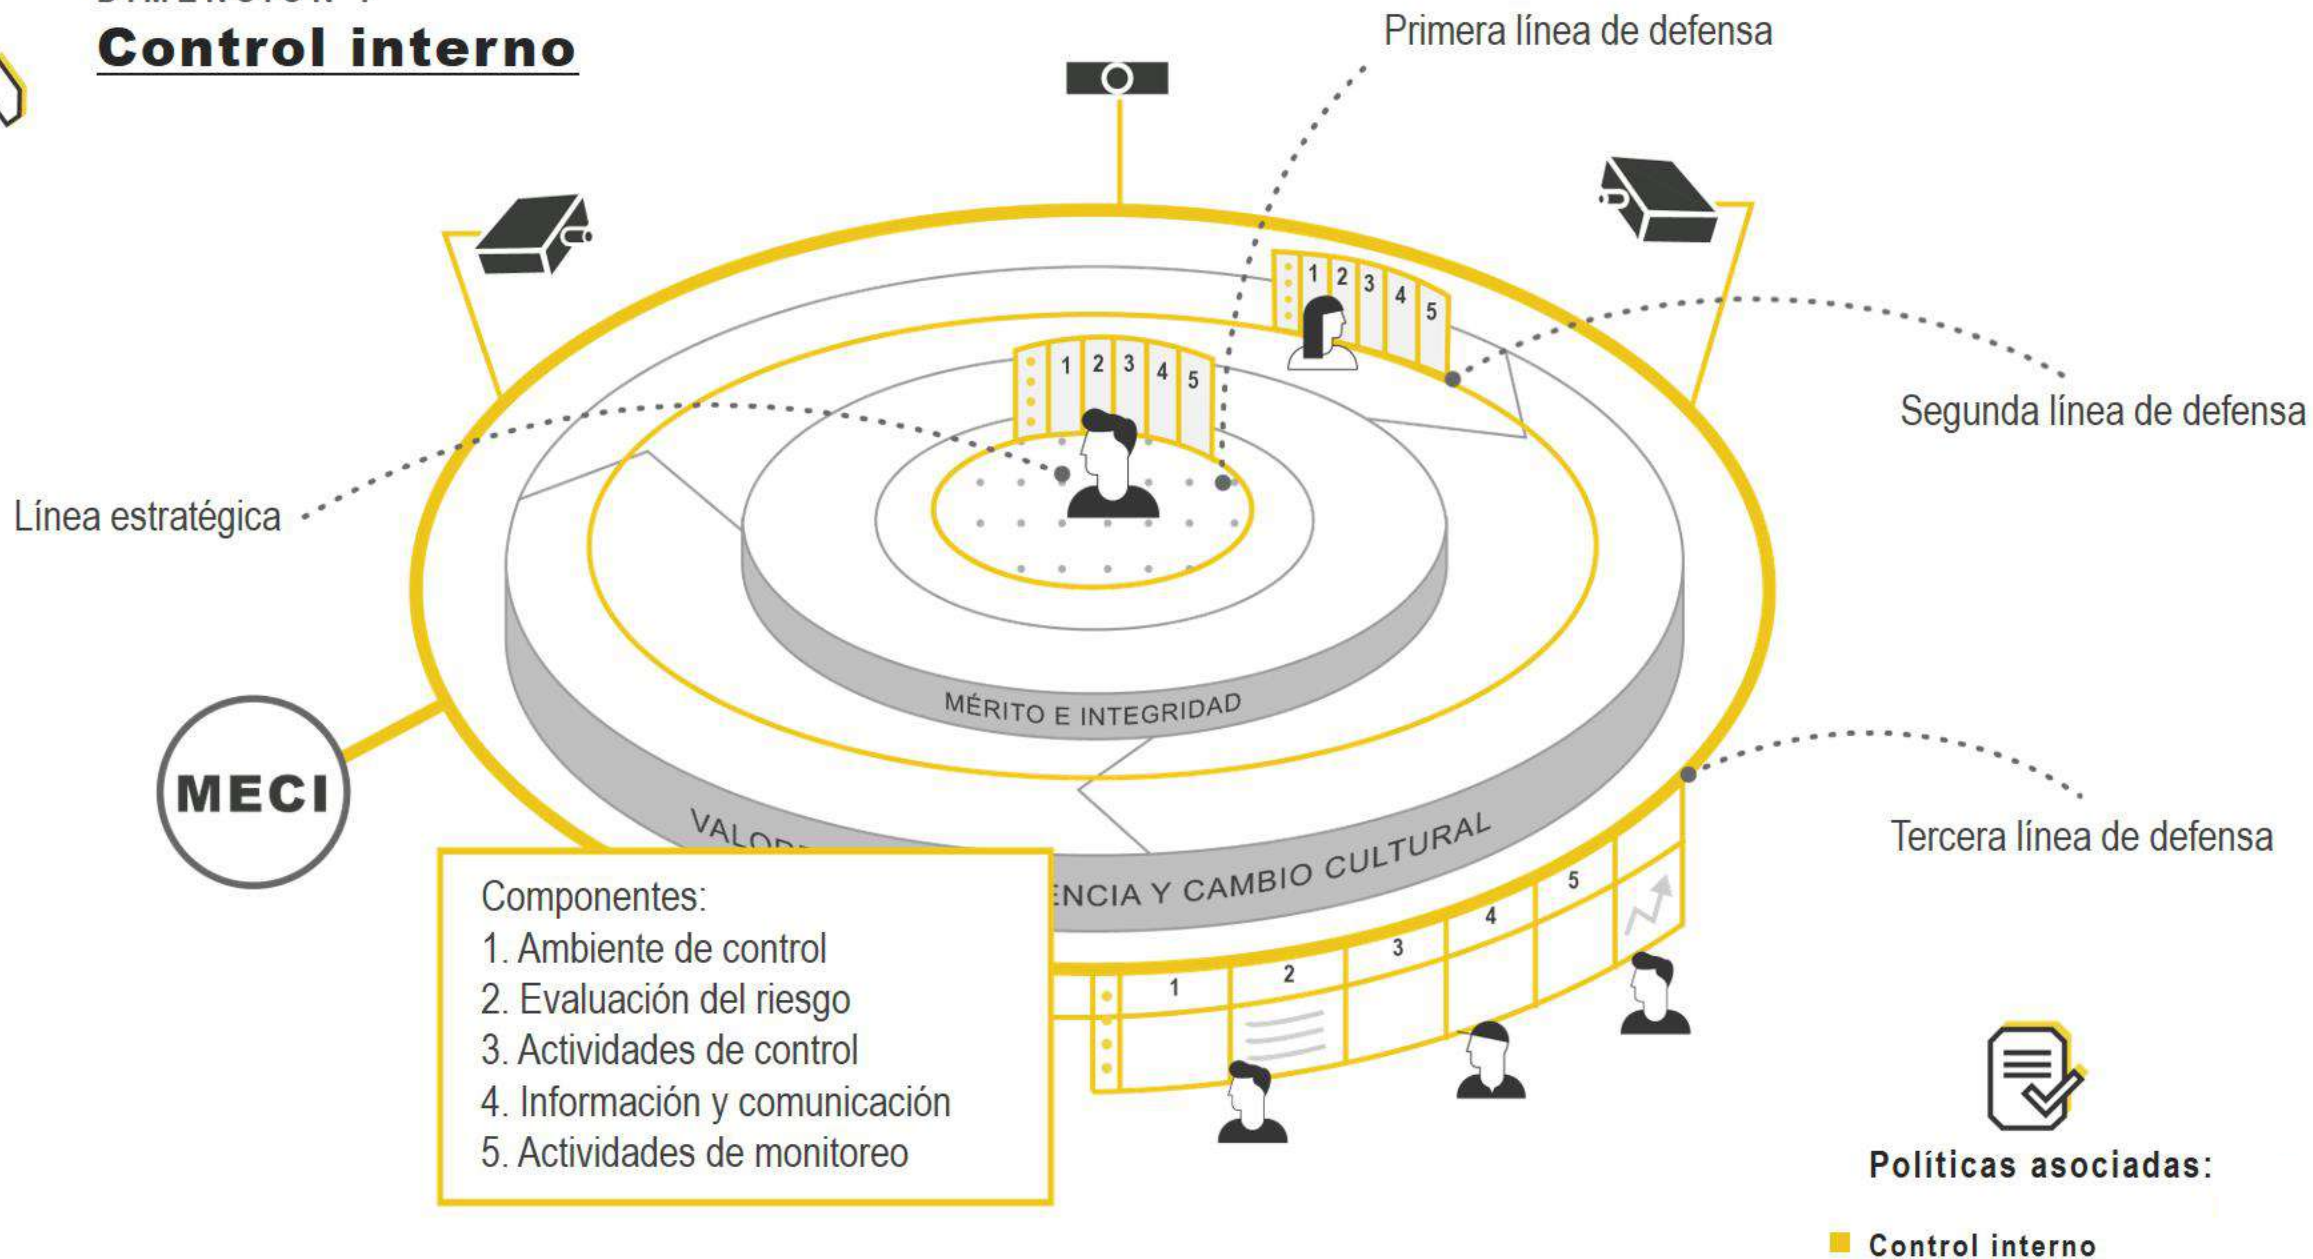 Control interno
Primera línea de defensa
1 2 3 4 5
1 2 3 4 5
Segunda línea de defensa
Línea estratégica
MÉRITO E INTEGRIDAD
MECI
Y CAMBIO CULTURAL
Tercera línea de defensa
Componentes:
1. Ambiente de control
2. Evaluación del riesgo
3. Actividades de control
4. Información y comunicación
5. Actividades de monitoreo
1 2 3 4 5
Políticas asociadas:
Control interno